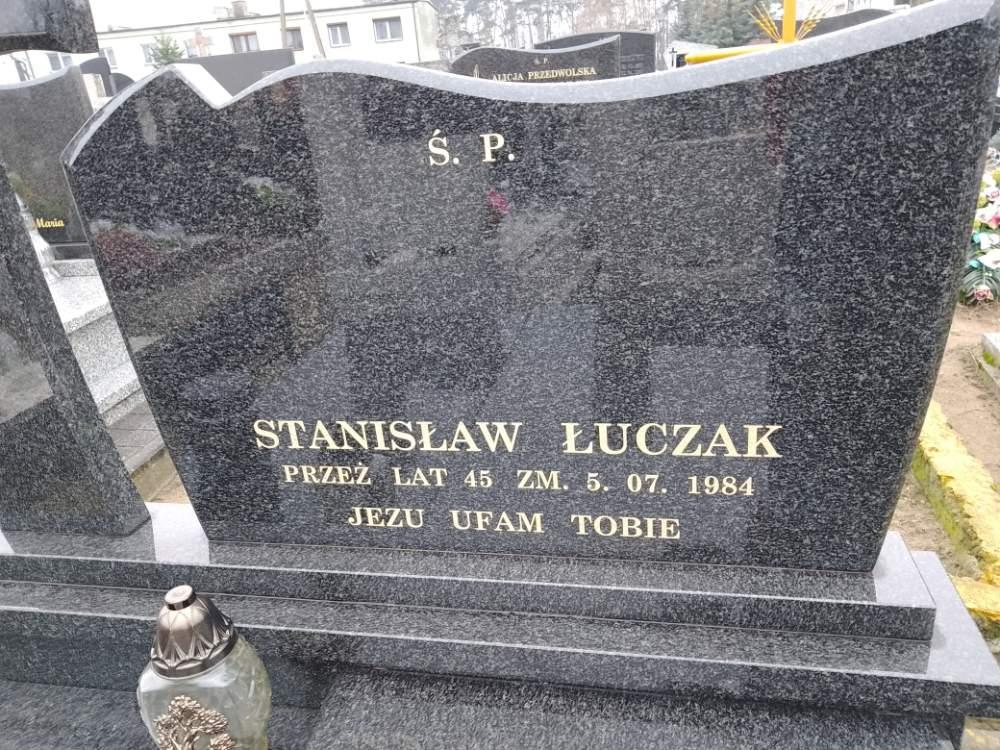 Ś. P.
ALICJA PRZEDWOLSKA
Maria
Ś. P.
STANISŁAW ŁUCZAK
PRZEŻ LAT 45 ZM. 5. 07. 1984
JEZU UFAM TOBIE